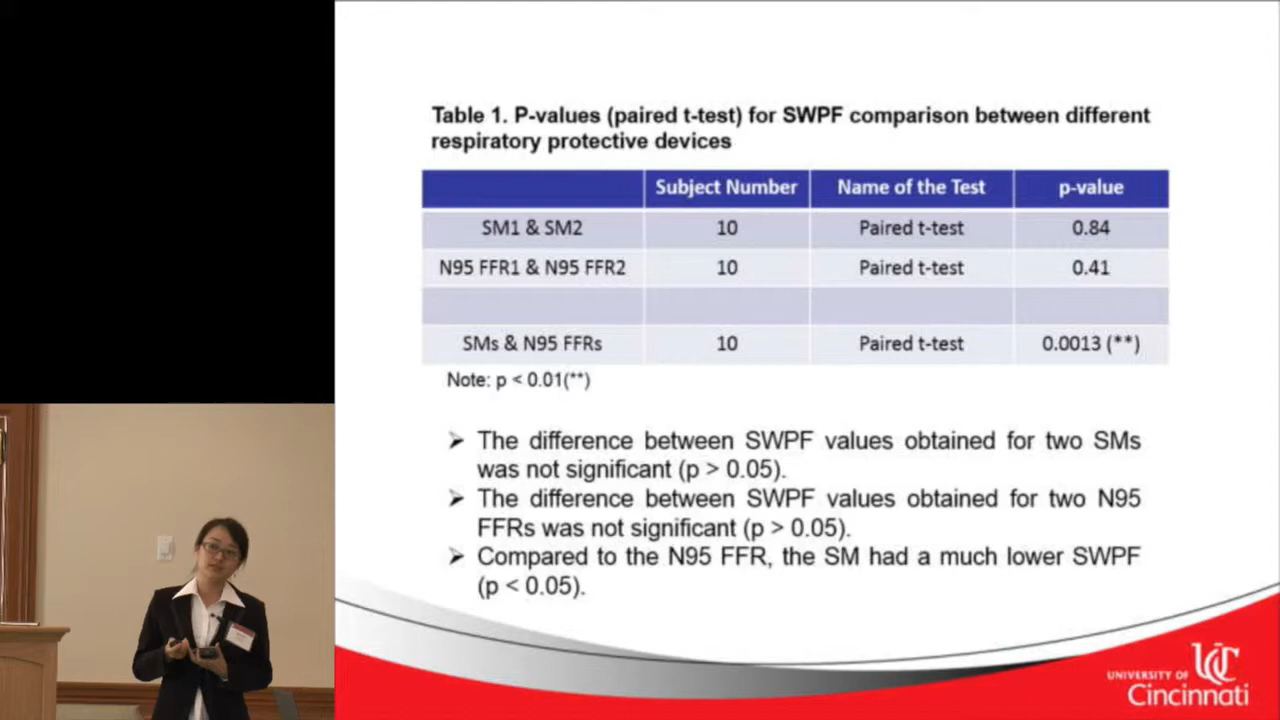 Table 1. P-values (paired t-test) for SWPF comparison between different
respiratory protective devices
Subject Number Name of the Test p-value
SM1 & SM2 10 Paired t-test 0.84
N95 FFR1 & N95 FFR2 10 Paired t-test 0.41
SMs & N95 FFRs 10 Paired t-test 0.0013 (**)
Note: p < 0.01(**)
➢ The difference between SWPF values obtained for two SMs
was not significant (p > 0.05).
➢ The difference between SWPF values obtained for two N95
FFRs was not significant (p > 0.05).
➢ Compared to the N95 FFR, the SM had a much lower SWPF
(p < 0.05).
UC
UNIVERSITY OF
Cincinnati